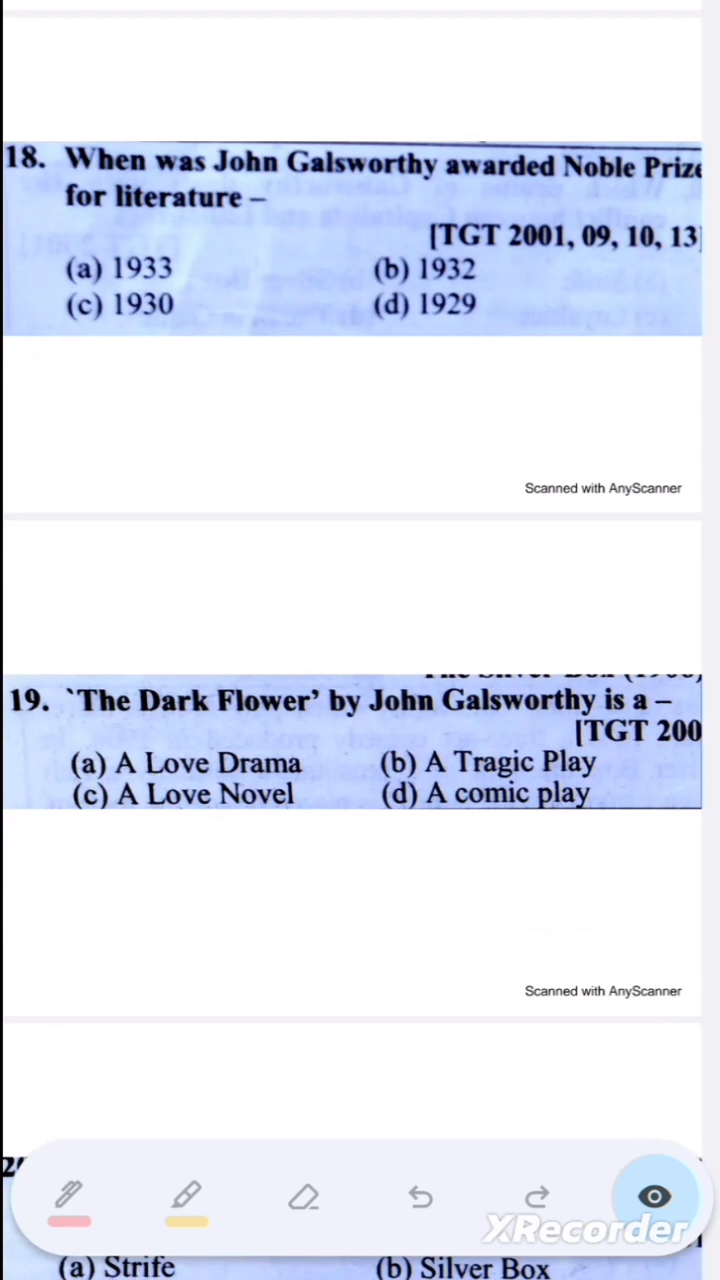 18. When was John Galsworthy awarded Noble Prize
for literature –
[TGT 2001, 09, 10, 13]
(a) 1933 (b) 1932
(c) 1930 (d) 1929
Scanned with AnyScanner
19. `The Dark Flower' by John Galsworthy is a –
[TGT 200
(a) A Love Drama (b) A Tragic Play
(c) A Love Novel (d) A comic play
Scanned with AnyScanner
XRecorder
(a) Strife (b) Silver Box